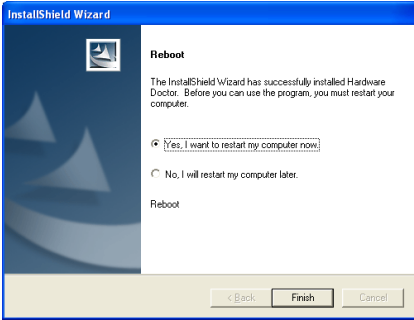 InstallShield Wizard
Reboot
The InstallShield Wizard has successfully installed Hardware
Doctor. Before you can use the program, you must restart your
computer.
Yes, I want to restart my computer now.
No, I will restart my computer later.
Reboot
< Back
Finish
Cancel